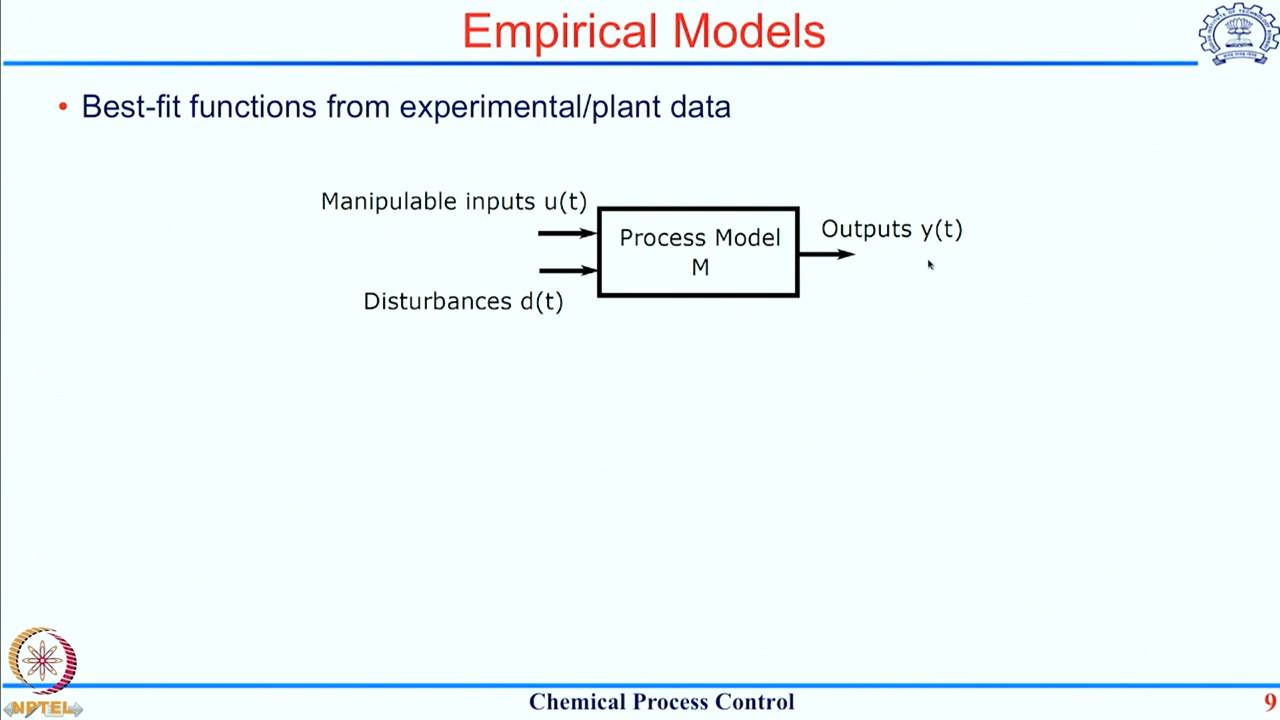 Empirical Models
• Best-fit functions from experimental/plant data
Manipulable inputs u(t)
Process Model
M
Outputs y(t)
Disturbances d(t)
NPTEL
Chemical Process Control
9